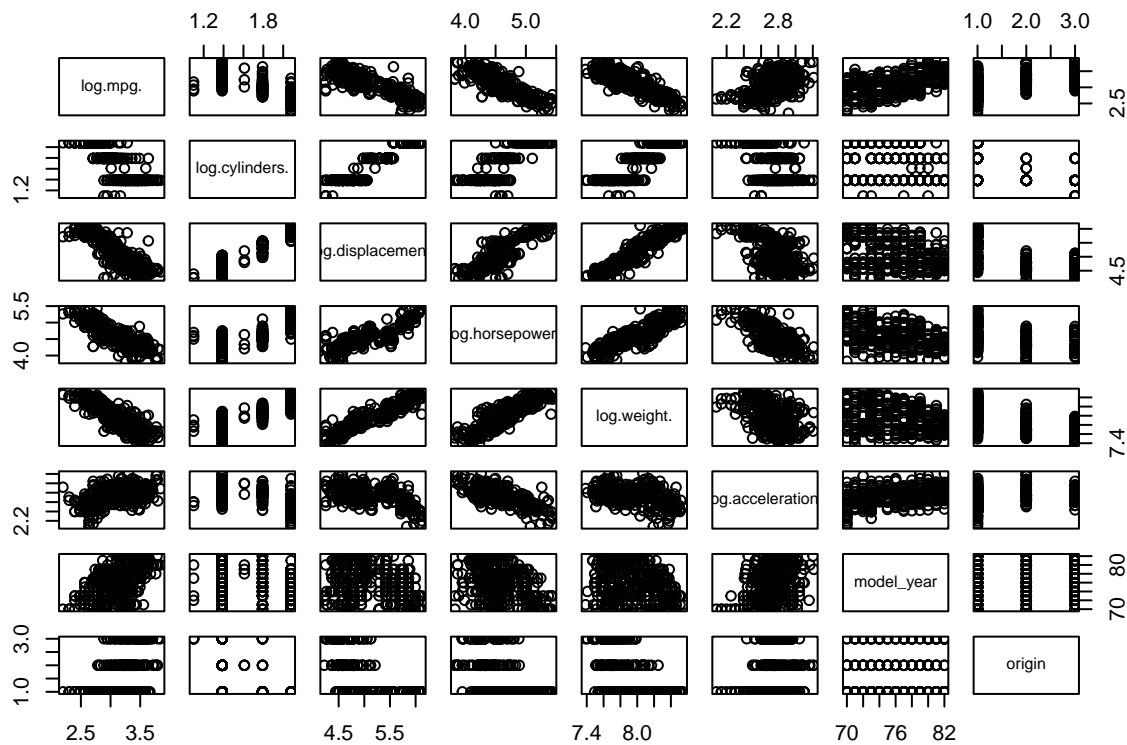 1.2 1.8 4.0 5.0 2.2 2.8 1.0 2.0 3.0
log.mpg. 2.5
1.2 log.cylinders.
og.displacemen 4.5
4.0 5.5 og.horsepower
log.weight. 7.4
2.2 og.acceleration
model_year 70 80
1.0 3.0 origin
2.5 3.5 4.5 5.5 7.4 8.0 70 76 82